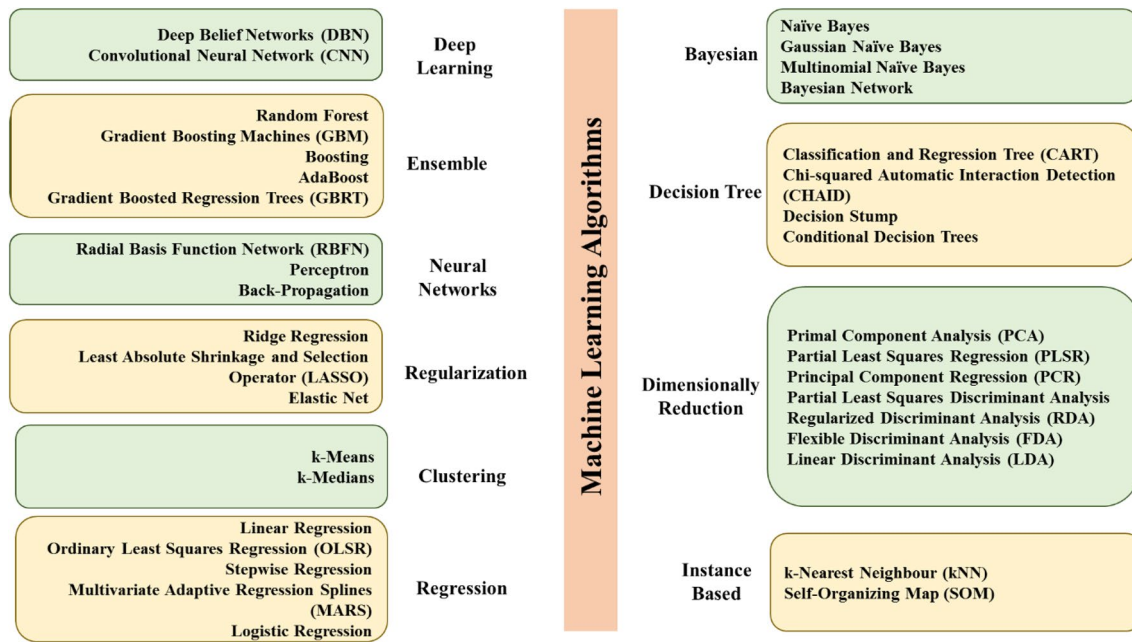 Deep Belief Networks (DBN)
Convolutional Neural Network (CNN)
Deep
Learning
Random Forest
Gradient Boosting Machines (GBM)
Boosting
AdaBoost
Gradient Boosted Regression Trees (GBRT)
Ensemble
Radial Basis Function Network (RBFN)
Perceptron
Back-Propagation
Neural
Networks
Ridge Regression
Least Absolute Shrinkage and Selection
Operator (LASSO)
Elastic Net
Regularization
k-Means
k-Medians
Clustering
Linear Regression
Ordinary Least Squares Regression (OLSR)
Stepwise Regression
Multivariate Adaptive Regression Splines
(MARS)
Logistic Regression
Regression
Machine Learning Algorithms
Bayesian
Naïve Bayes
Gaussian Naïve Bayes
Multinomial Naïve Bayes
Bayesian Network
Decision Tree
Classification and Regression Tree (CART)
Chi-squared Automatic Interaction Detection
(CHAID)
Decision Stump
Conditional Decision Trees
Dimensionally
Reduction
Primal Component Analysis (PCA)
Partial Least Squares Regression (PLSR)
Principal Component Regression (PCR)
Partial Least Squares Discriminant Analysis
Regularized Discriminant Analysis (RDA)
Flexible Discriminant Analysis (FDA)
Linear Discriminant Analysis (LDA)
Instance
Based
k-Nearest Neighbour (kNN)
Self-Organizing Map (SOM)